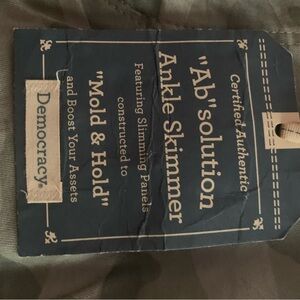 Certified Authentic
"Ab"solution
Ankle Skimmer
Featuring Slimming Panels
constructed to
"Mold & Hold"
and Boost Your Assets
Democracy®